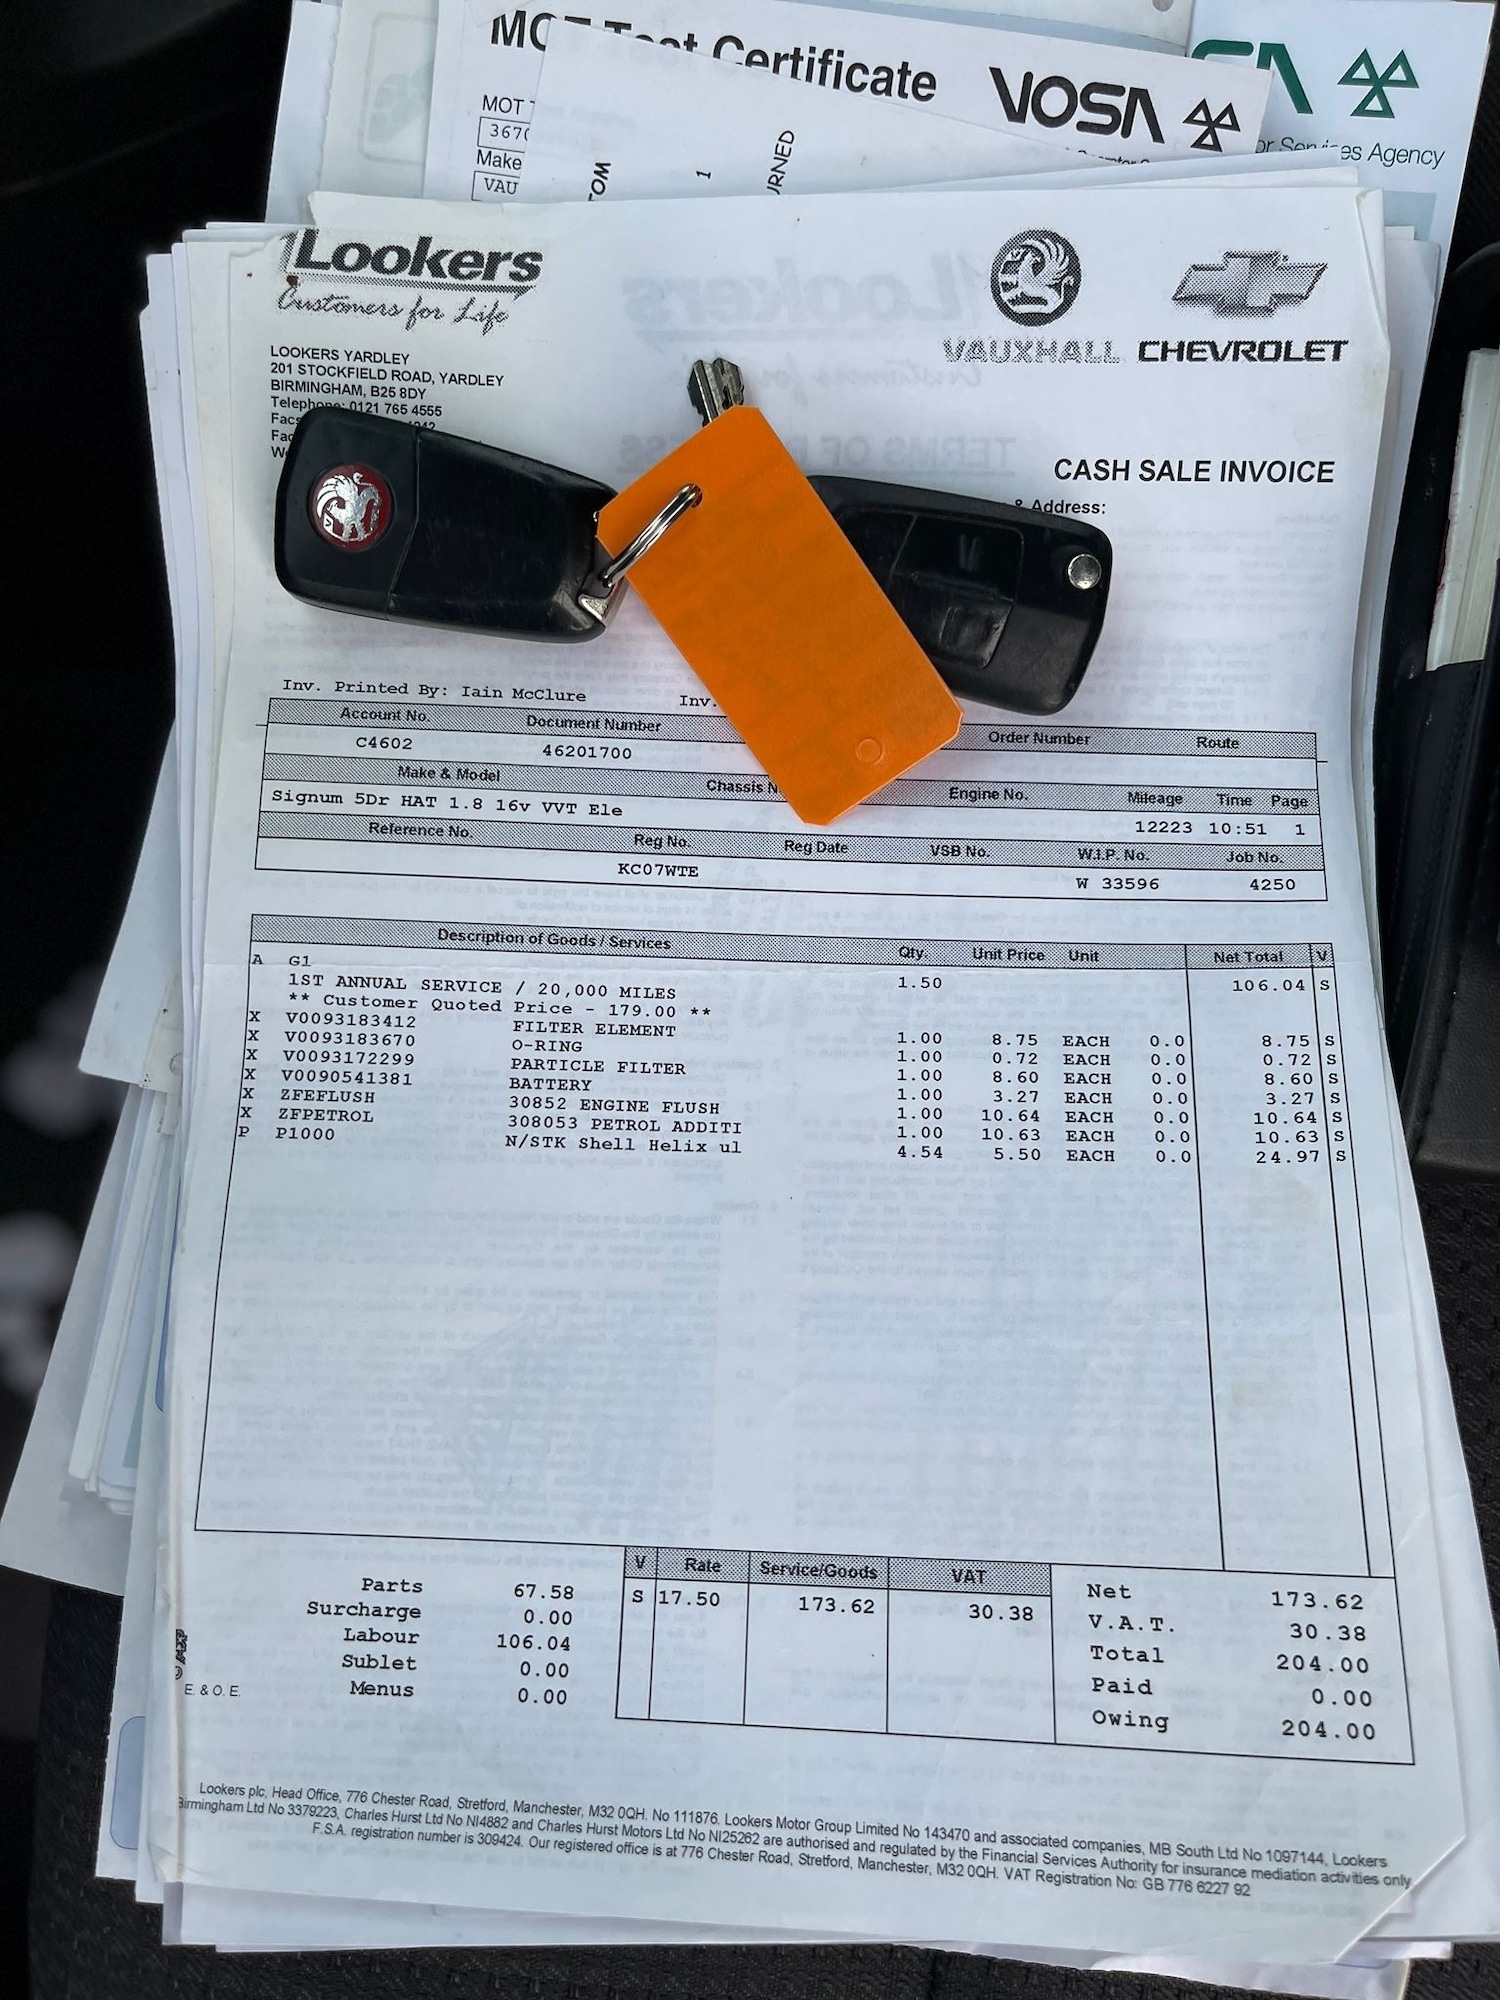 MOT Test Certificate
VOSA
MOT
Make
VAU
Services Agency
1
Lookers
Customers for Life
VAUXHALL
CHEVROLET
LOOKERS YARDLEY
201 STOCKFIELD ROAD, YARDLEY
BIRMINGHAM, B25 8DY
Telephone: 0121 765 4555
CASH SALE INVOICE
& Address:
Inv. Printed By: Iain McClure Inv.
Account No. Document Number Order Number Route
C4602 46201700
Make & Model Chassis N Engine No. Mileage Time Page
Signum 5Dr HAT 1.8 16v VVT Ele 12223 10:51 1
Reference No. Reg No. Reg Date VSB No. W.I.P. No. Job No.
KC07WTE W 33596 4250
Description of Goods / Services Qty. Unit Price Unit Net Total V
A G1
1ST ANNUAL SERVICE / 20,000 MILES 1.50 106.04 S
** Customer Quoted Price - 179.00 **
X V0093183412 FILTER ELEMENT 1.00 8.75 EACH 0.0 8.75 S
X V0093183670 O-RING 1.00 0.72 EACH 0.0 0.72 S
X V0093172299 PARTICLE FILTER 1.00 8.60 EACH 0.0 8.60 S
X V0090541381 BATTERY 1.00 3.27 EACH 0.0 3.27 S
X ZFEFLUSH 30852 ENGINE FLUSH 1.00 10.64 EACH 0.0 10.64 S
X ZFPETROL 308053 PETROL ADDITI 1.00 10.63 EACH 0.0 10.63 S
P P1000 N/STK Shell Helix ul 4.54 5.50 EACH 0.0 24.97 S
Parts 67.58
Surcharge 0.00
Labour 106.04
Sublet 0.00
Menus 0.00
E. & O. E.
V Rate Service/Goods VAT
S 17.50 173.62 30.38
Net 173.62
V.A.T. 30.38
Total 204.00
Paid 0.00
Owing 204.00
Lookers plc, Head Office, 776 Chester Road, Stretford, Manchester, M32 0QH. No 111876. Lookers Motor Group Limited No 143470 and associated companies, MB South Ltd No 1097144, Lookers
Birmingham Ltd No 3379223, Charles Hurst Ltd No NI4882 and Charles Hurst Motors Ltd No NI25262 are authorised and regulated by the Financial Services Authority for insurance mediation activities only.
F.S.A. registration number is 309424. Our registered office is at 776 Chester Road, Stretford, Manchester, M32 0QH. VAT Registration No: GB 776 6227 92